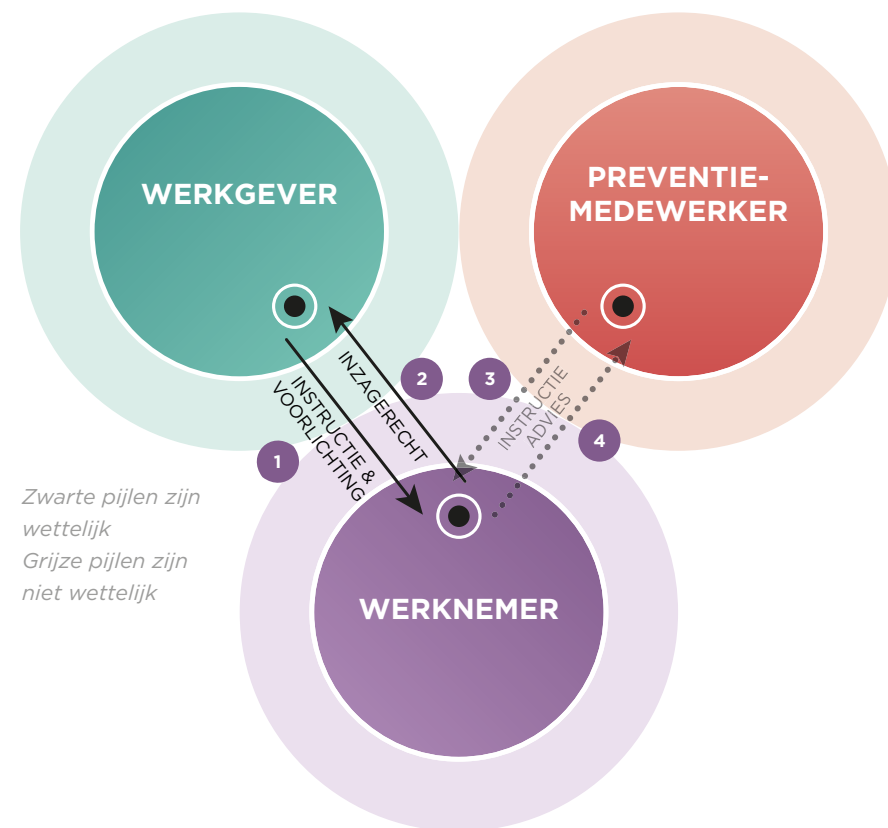 WERKGEVER
PREVENTIE-
MEDEWERKER
2
3
INZAGERECHT
INSTRUCTIE
ADVIES
INSTRUCTIE &
VOORLICHTING
4
1
Zwarte pijlen zijn
wettelijk
Grijze pijlen zijn
niet wettelijk
WERKNEMER